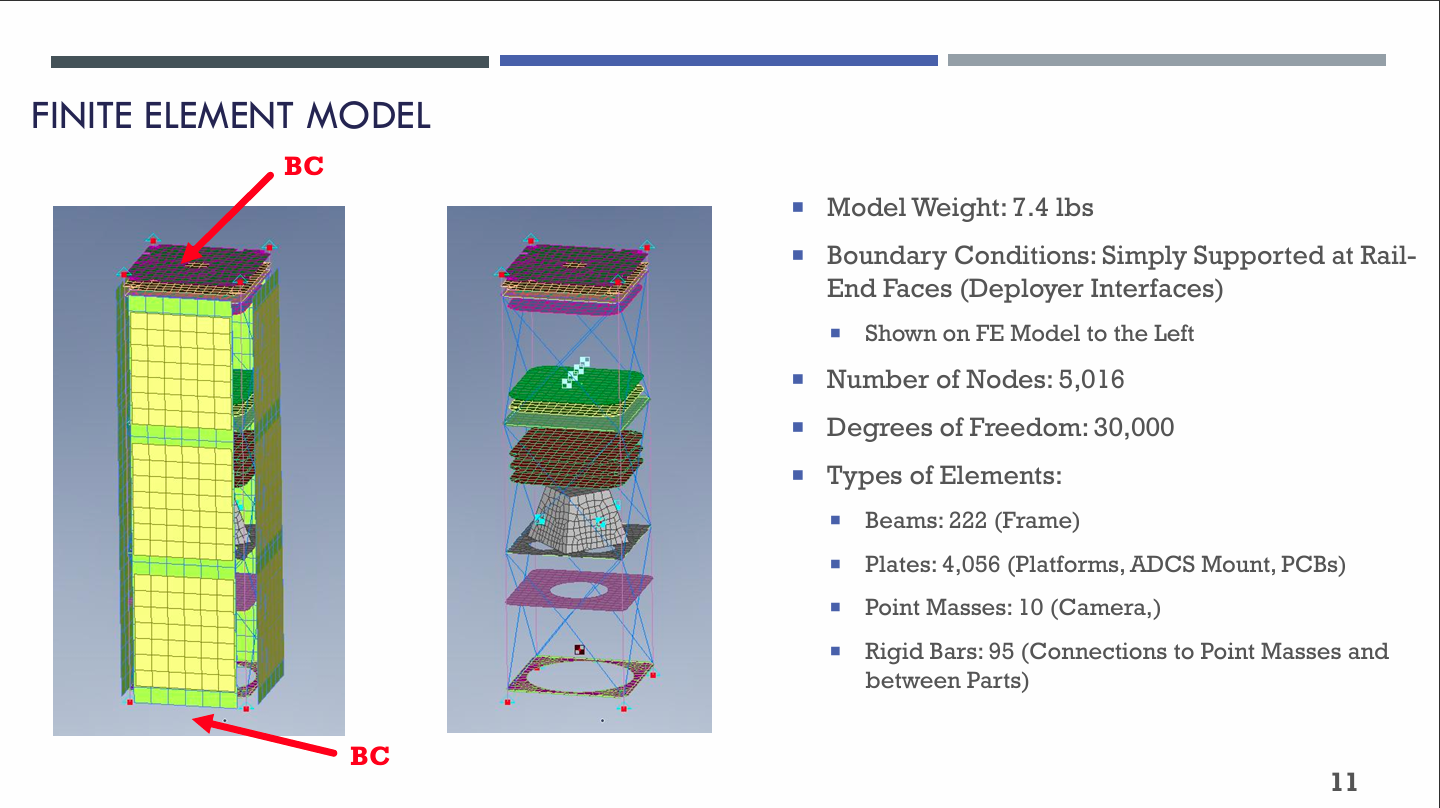 FINITE ELEMENT MODEL
BC
BC
Model Weight: 7.4 lbs
Boundary Conditions: Simply Supported at Rail-
End Faces (Deployer Interfaces)
Shown on FE Model to the Left
Number of Nodes: 5,016
Degrees of Freedom: 30,000
Types of Elements:
Beams: 222 (Frame)
Plates: 4,056 (Platforms, ADCS Mount, PCBs)
Point Masses: 10 (Camera,)
Rigid Bars: 95 (Connections to Point Masses and
between Parts)
11